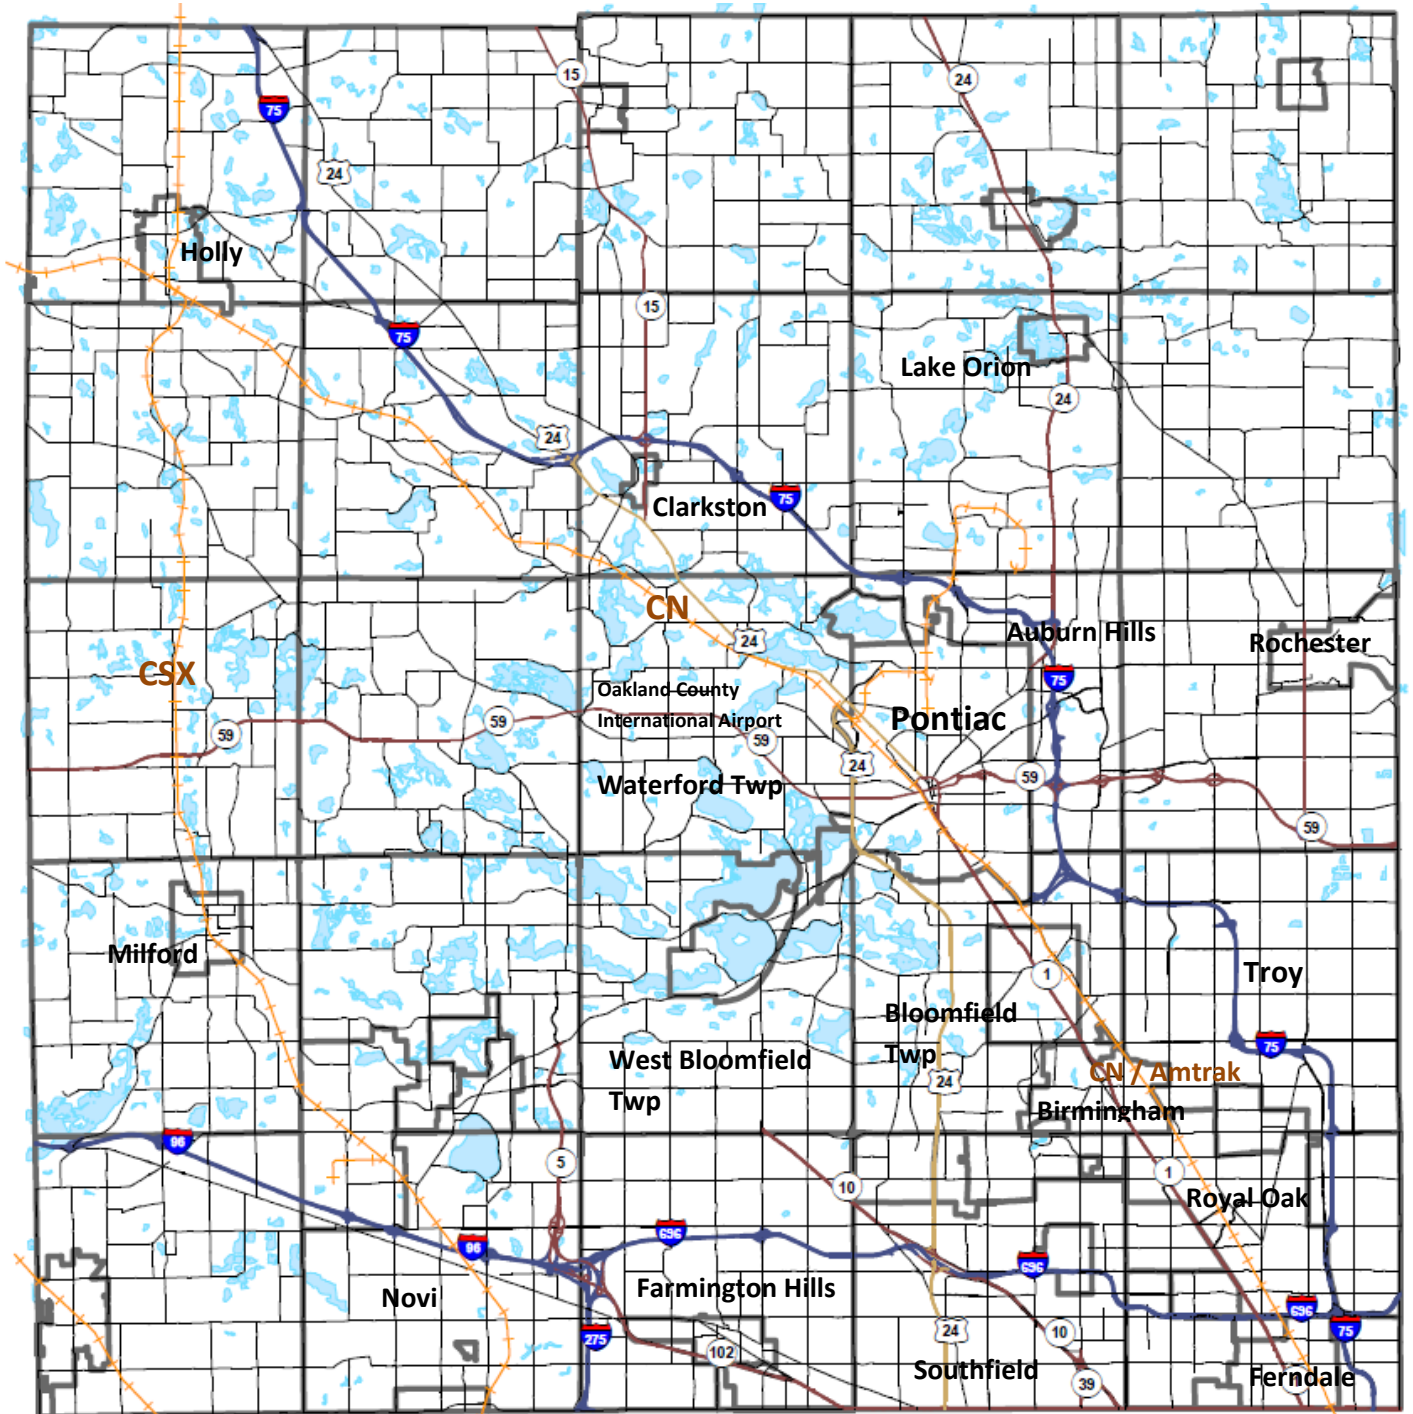 15
24
75
24
Holly
15
75
Lake Orion
24
24
Clarkston
75
CN
24
Auburn Hills
Rochester
CSX
75
Oakland County
International Airport
59
59
59
Pontiac
24
59
Waterford Twp
59
Milford
1
Troy
Bloomfield
Twp
75
West Bloomfield
Twp
24
CN / Amtrak
Birmingham
96
5
10
1
Royal Oak
696
96
696
Novi
Farmington Hills
696
275
24
10
75
102
Southfield
39
Ferndale